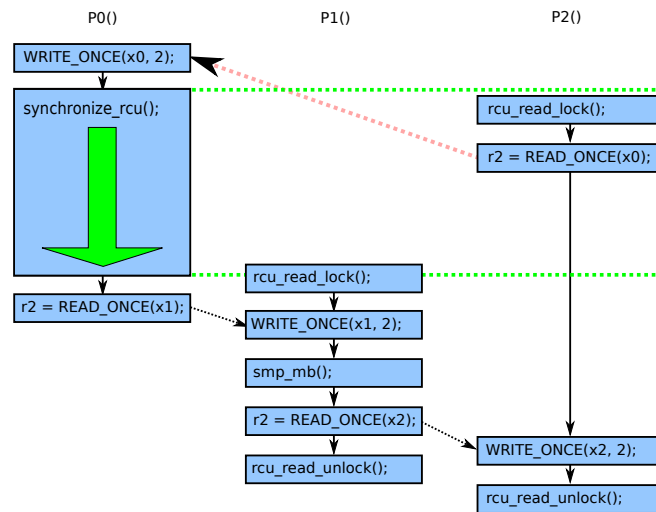 P0()
P1()
P2()
WRITE_ONCE(x0, 2);
synchronize_rcu();
rcu_read_lock();
r2 = READ_ONCE(x0);
rcu_read_lock();
r2 = READ_ONCE(x1);
WRITE_ONCE(x1, 2);
smp_mb();
r2 = READ_ONCE(x2);
WRITE_ONCE(x2, 2);
rcu_read_unlock();
rcu_read_unlock();